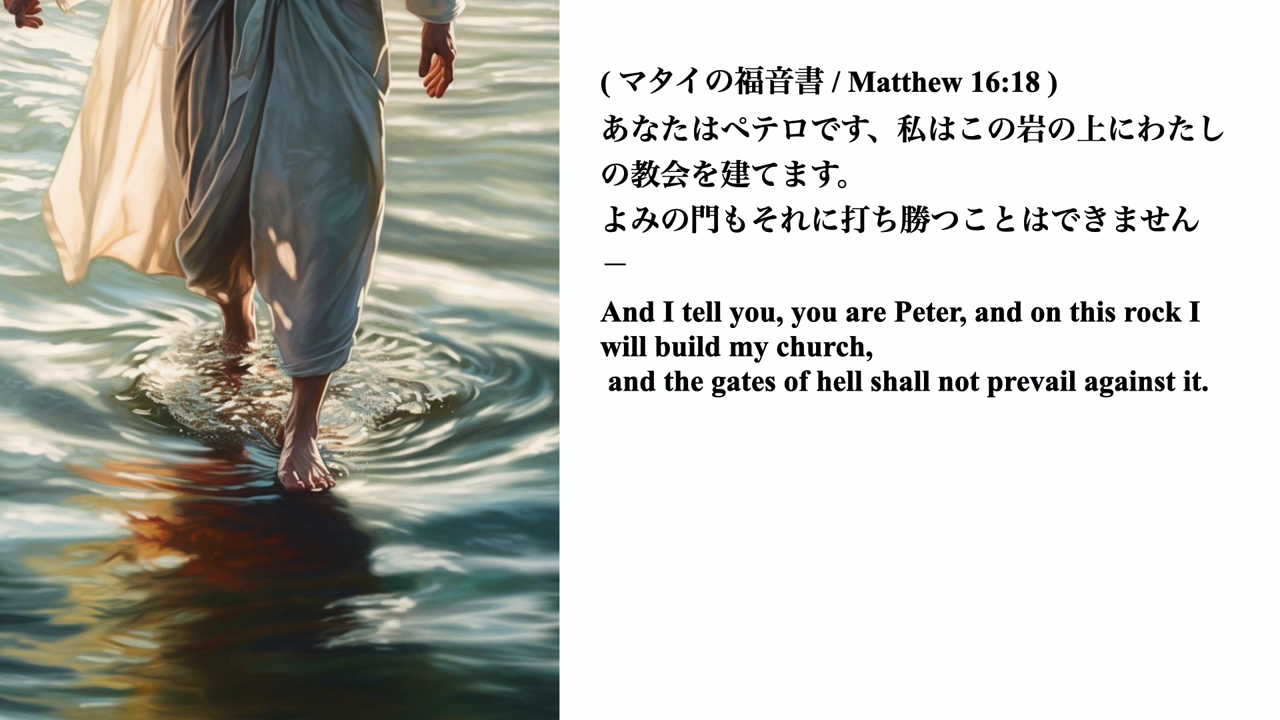 ( マタイの福音書 / Matthew 16:18 )
あなたはペテロです、私はこの岩の上にわたし
の教会を建てます。
よみの門もそれに打ち勝つことはできません
—
And I tell you, you are Peter, and on this rock I
will build my church,
and the gates of hell shall not prevail against it.